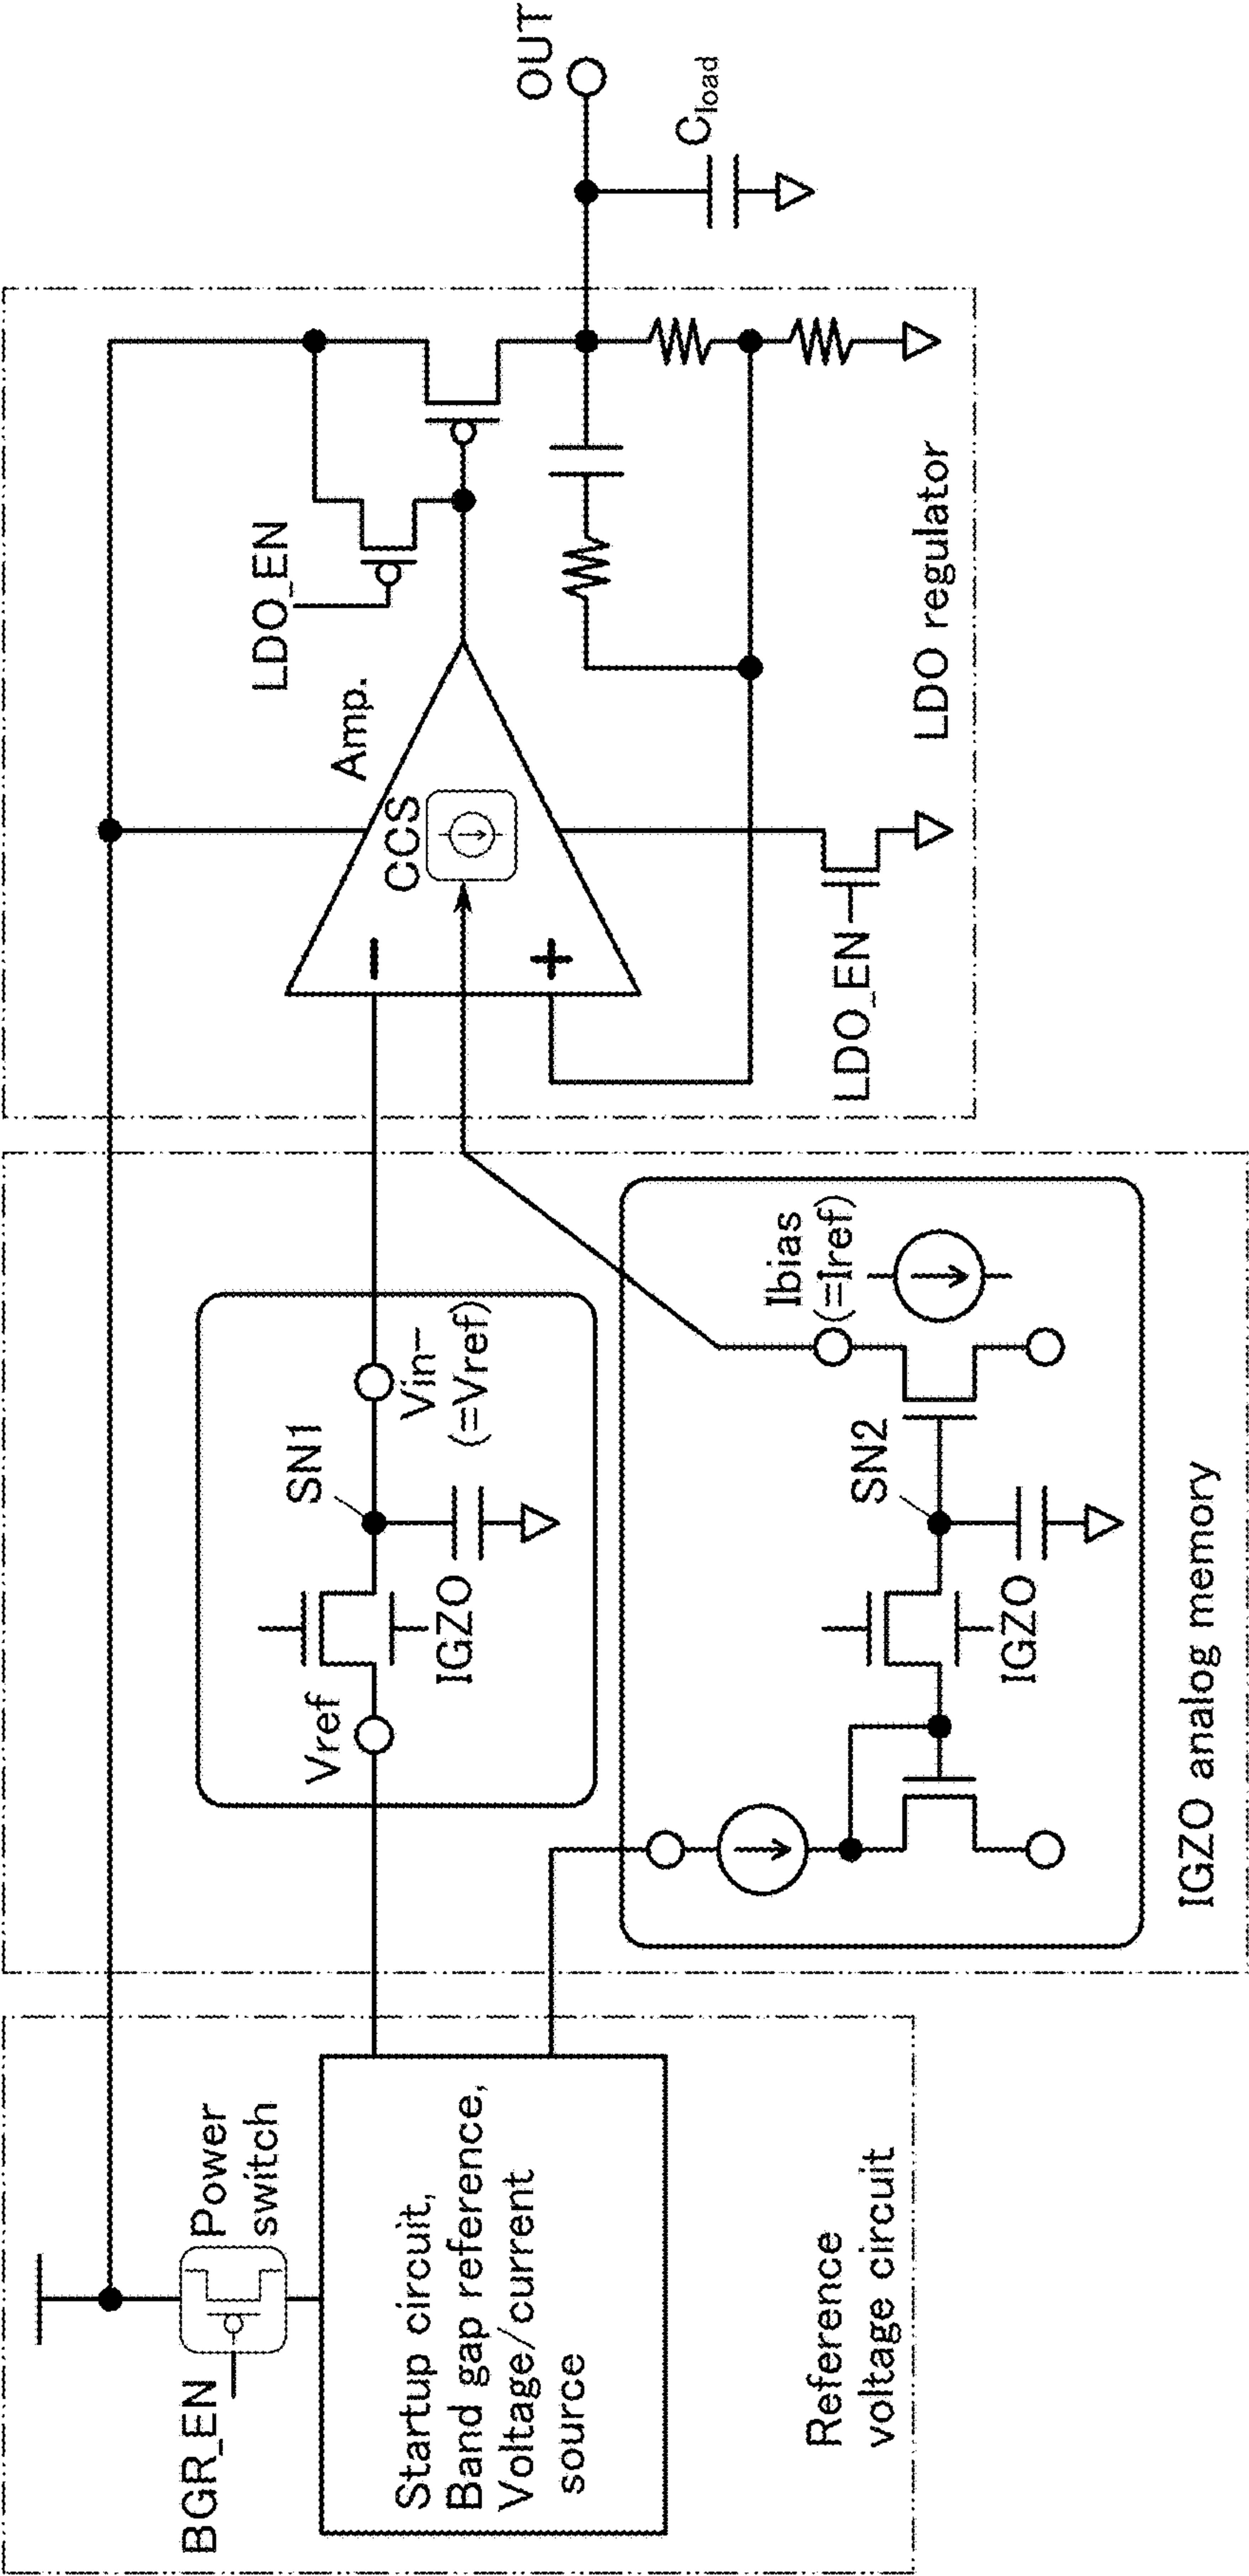 BGR_EN
Power
switch
Startup circuit,
Band gap reference,
Voltage/current
source
Reference
voltage circuit
Vref
IGZO
SN1
Vin−
(=Vref)
IGZO
SN2
Ibias
(=Iref)
IGZO analog memory
LDO_EN
Amp.
CCS
−
+
LDO_EN
LDO regulator
OUT
Cload